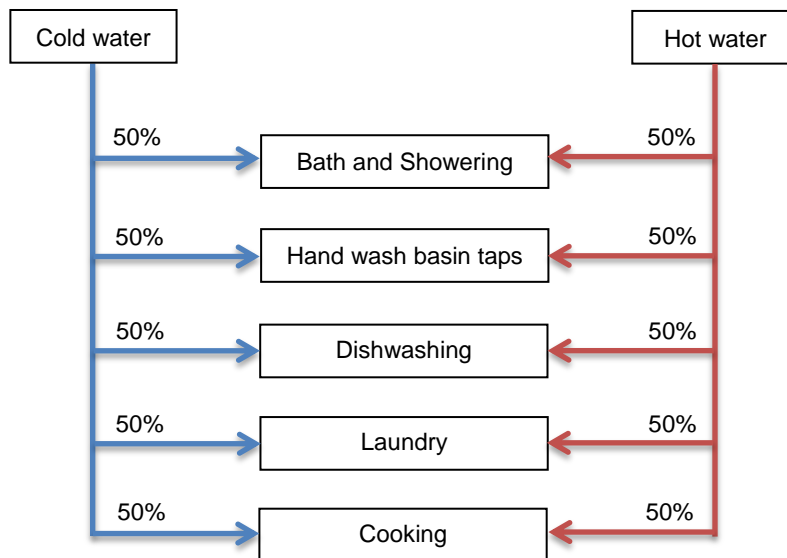 Cold water
Hot water
50%
50%
Bath and Showering
50%
50%
Hand wash basin taps
50%
50%
Dishwashing
50%
50%
Laundry
50%
50%
Cooking